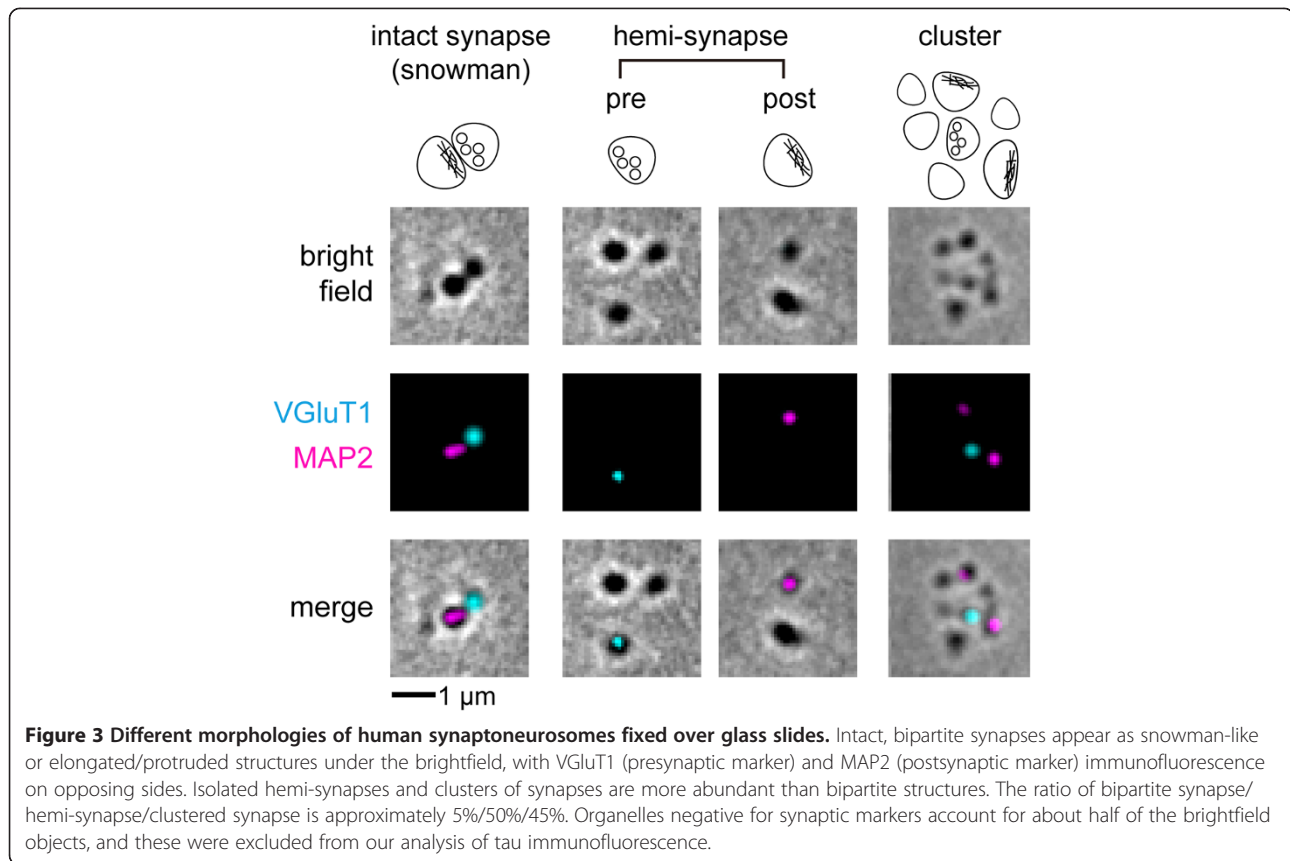 intact synapse hemi-synapse cluster
(snowman)
pre post
bright
field
VGluT1
MAP2
merge
1 μm
Figure 3 Different morphologies of human synaptoneurosomes fixed over glass slides. Intact, bipartite synapses appear as snowman-like
or elongated/protruded structures under the brightfield, with VGluT1 (presynaptic marker) and MAP2 (postsynaptic marker) immunofluorescence
on opposing sides. Isolated hemi-synapses and clusters of synapses are more abundant than bipartite structures. The ratio of bipartite synapse/
hemi-synapse/clustered synapse is approximately 5%/50%/45%. Organelles negative for synaptic markers account for about half of the brightfield
objects, and these were excluded from our analysis of tau immunofluorescence.